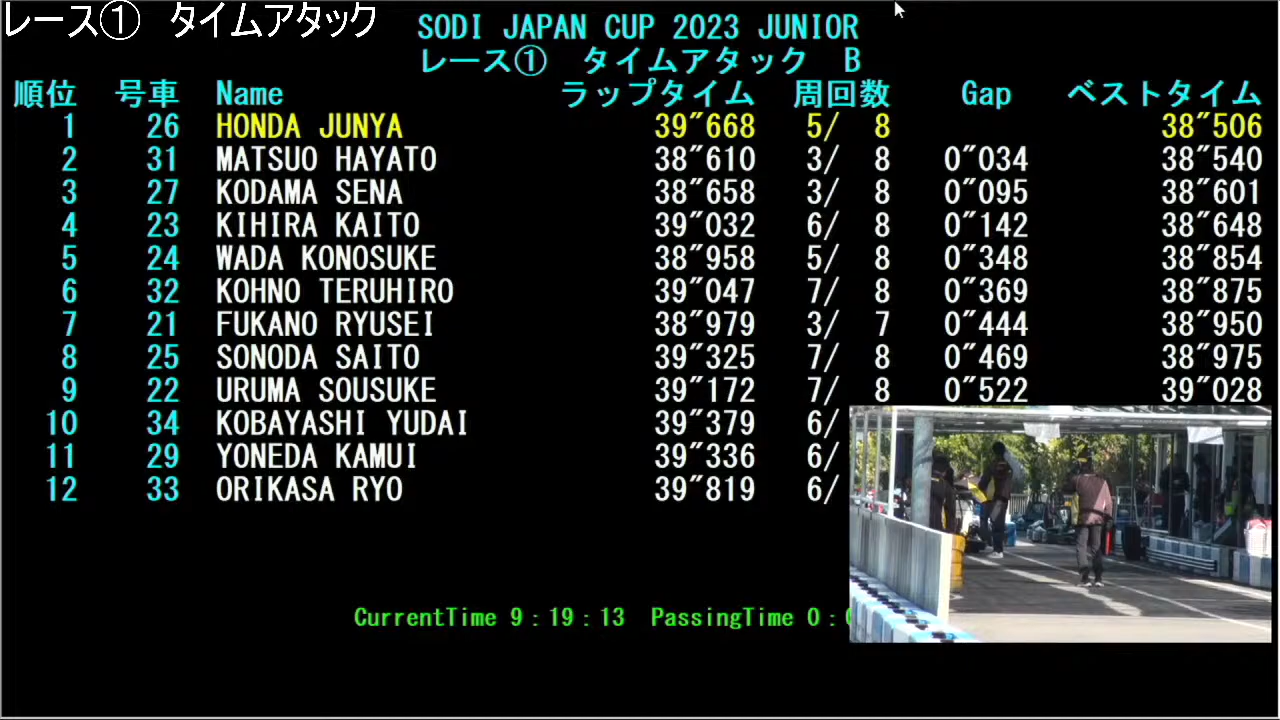 レース① タイムアタック
SODI JAPAN CUP 2023 JUNIOR
レース① タイムアタック B
順位 号車 Name ラップタイム 周回数 Gap ベストタイム
1 26 HONDA JUNYA 39"668 5/ 8 38"506
2 31 MATSUO HAYATO 38"610 3/ 8 0"034 38"540
3 27 KODAMA SENA 38"658 3/ 8 0"095 38"601
4 23 KIHIRA KAITO 39"032 6/ 8 0"142 38"648
5 24 WADA KONOSUKE 38"958 5/ 8 0"348 38"854
6 32 KOHNO TERUHIRO 39"047 7/ 8 0"369 38"875
7 21 FUKANO RYUSEI 38"979 3/ 7 0"444 38"950
8 25 SONODA SAITO 39"325 7/ 8 0"469 38"975
9 22 URUMA SOUSUKE 39"172 7/ 8 0"522 39"028
10 34 KOBAYASHI YUDAI 39"379 6/
11 29 YONEDA KAMUI 39"336 6/
12 33 ORIKASA RYO 39"819 6/
CurrentTime 9:19:13 PassingTime 0: